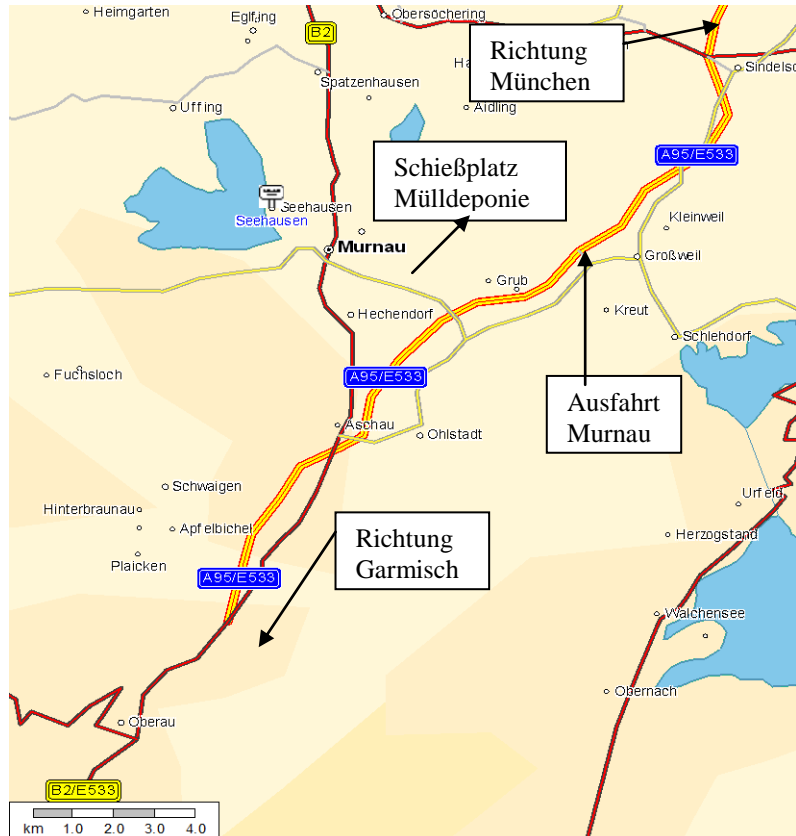 Heimgarten
Eglfing
B2
Obersöchering
Richtung
München
Spatzenhausen
Ha
Sindelsd
Uffing
Aidling
A95/E533
Schießplatz
Mülldeponie
Seehausen
Seehausen
Kleinweil
Murnau
Großweil
Grub
Hechendorf
Kreut
Schlehdorf
Fuchsloch
A95/E533
Ausfahrt
Murnau
Aschau
Ohlstadt
Schwaigen
Urfeld
Hinterbraunau
Apfelbichel
Richtung
Garmisch
Herzogstand
Plaicken
A95/E533
Walchensee
Obernach
Oberau
B2/E533
km 1.0 2.0 3.0 4.0